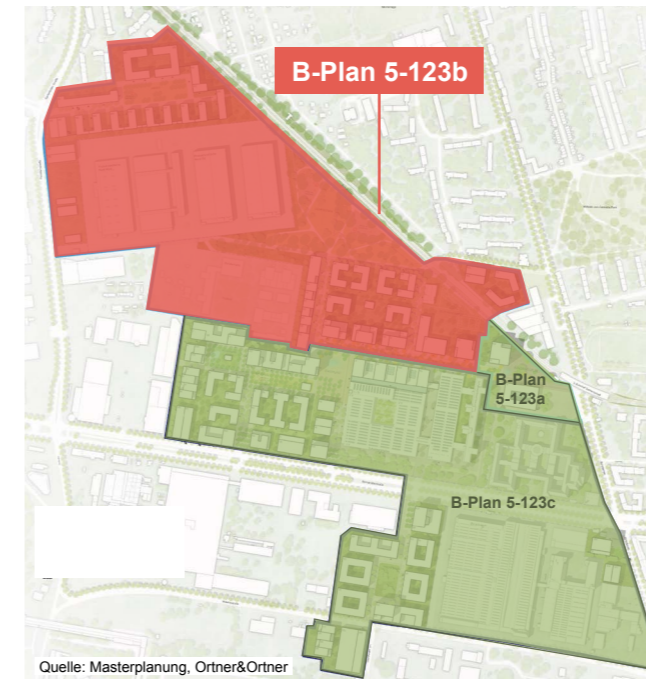 B-Plan 5-123b
B-Plan
5-123a
B-Plan 5-123c
Quelle: Masterplanung, Ortner&Ortner